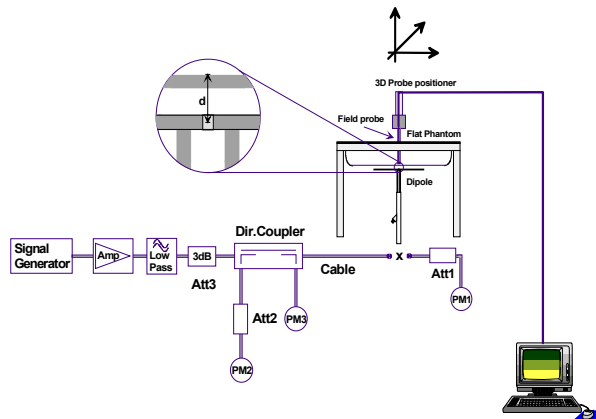 3D Probe positioner
d
Field probe
Flat Phantom
Dipole
Dir.Coupler
Signal
Generator
Amp
Low
Pass
3dB
Cable
x
Att1
Att3
PM1
Att2
PM3
PM2